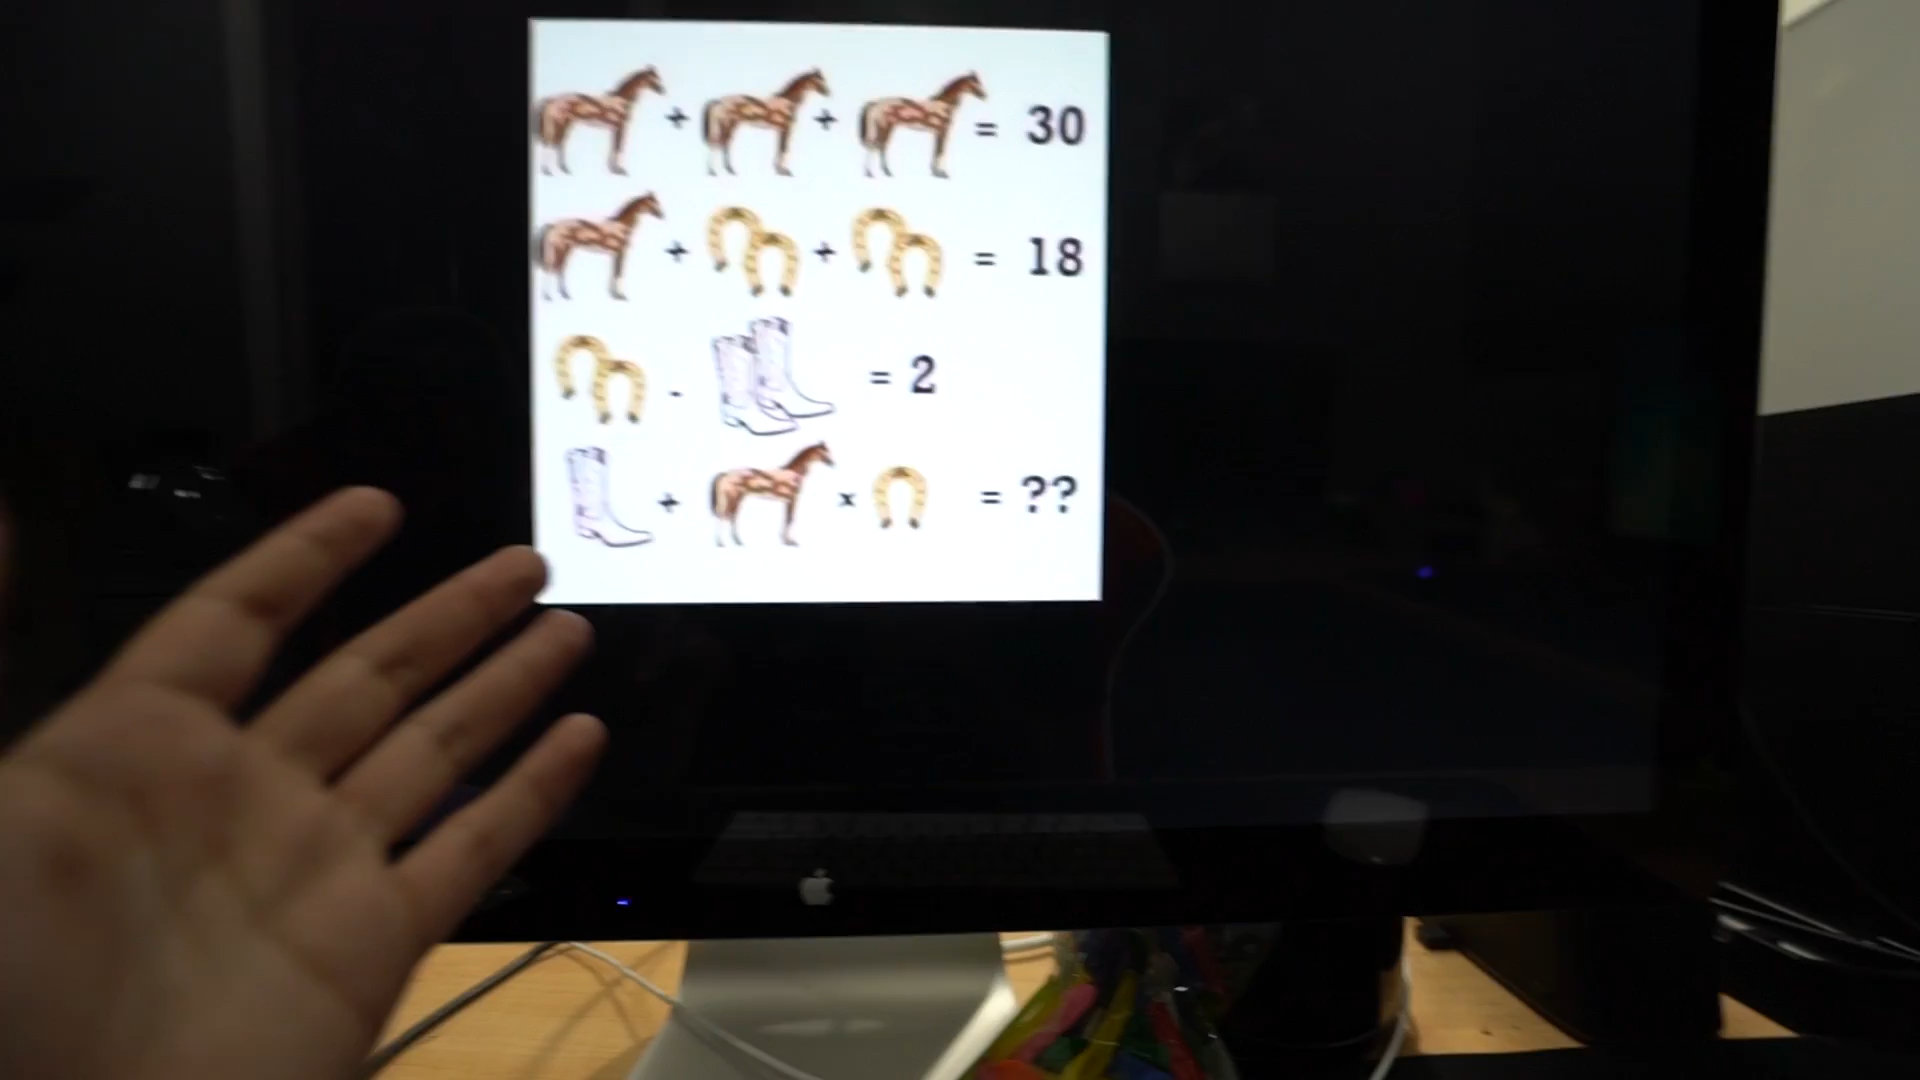 + + = 30
+ + = 18
- = 2
+ x = ??